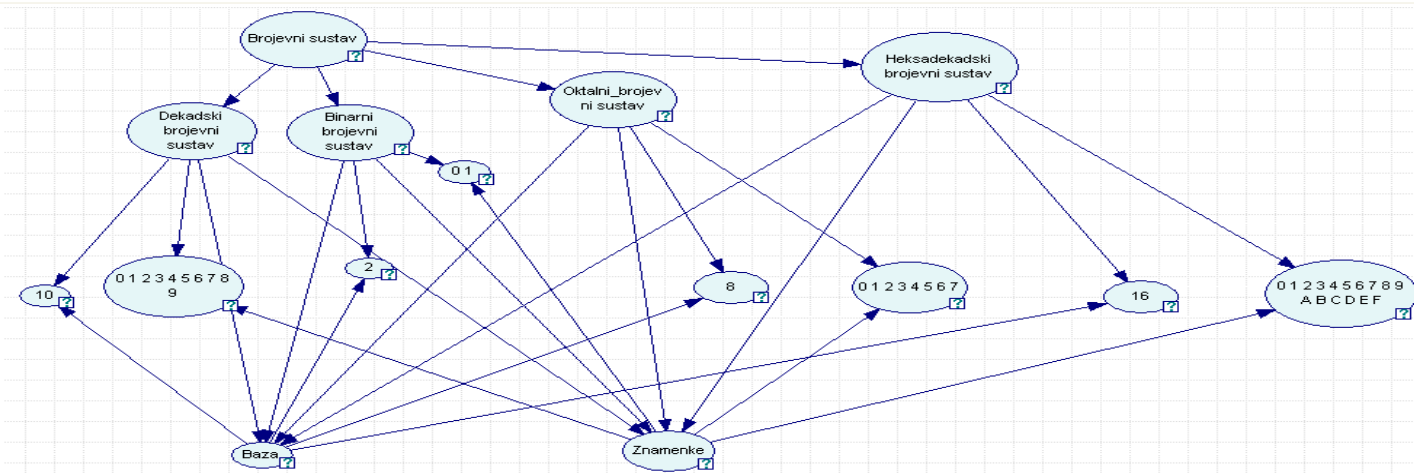 Brojevni sustav
Heksadekadski
brojevni sustav
Oktalni_brojev
ni sustav
Dekadski
brojevni
sustav
Binarni
brojevni
sustav
0 1
10
0 1 2 3 4 5 6 7 8
9
2
8
0 1 2 3 4 5 6 7
16
0 1 2 3 4 5 6 7 8 9
A B C D E F
Baza
Znamenke